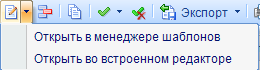 Экспорт
Открыть в менеджере шаблонов
Открыть во встроенном редакторе